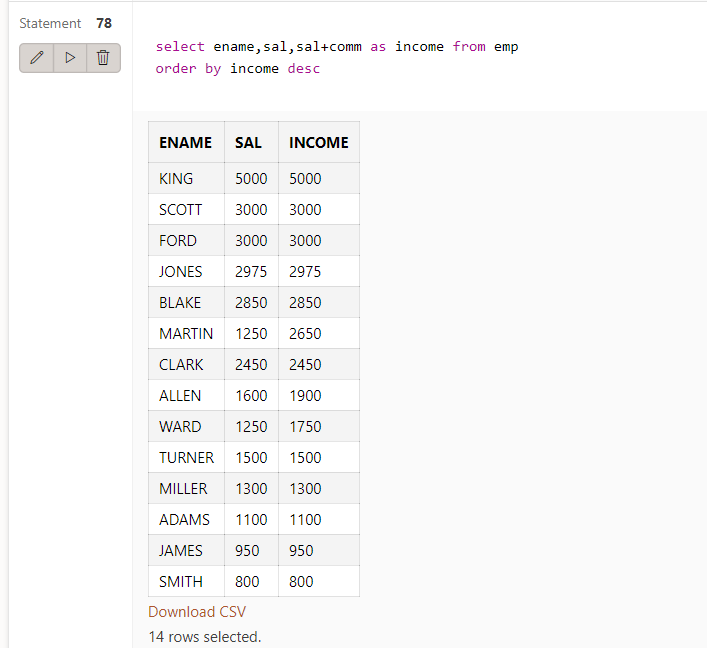 Statement 78
select ename,sal,sal+comm as income from emp
order by income desc
ENAME SAL INCOME
KING 5000 5000
SCOTT 3000 3000
FORD 3000 3000
JONES 2975 2975
BLAKE 2850 2850
MARTIN 1250 2650
CLARK 2450 2450
ALLEN 1600 1900
WARD 1250 1750
TURNER 1500 1500
MILLER 1300 1300
ADAMS 1100 1100
JAMES 950 950
SMITH 800 800
Download CSV
14 rows selected.